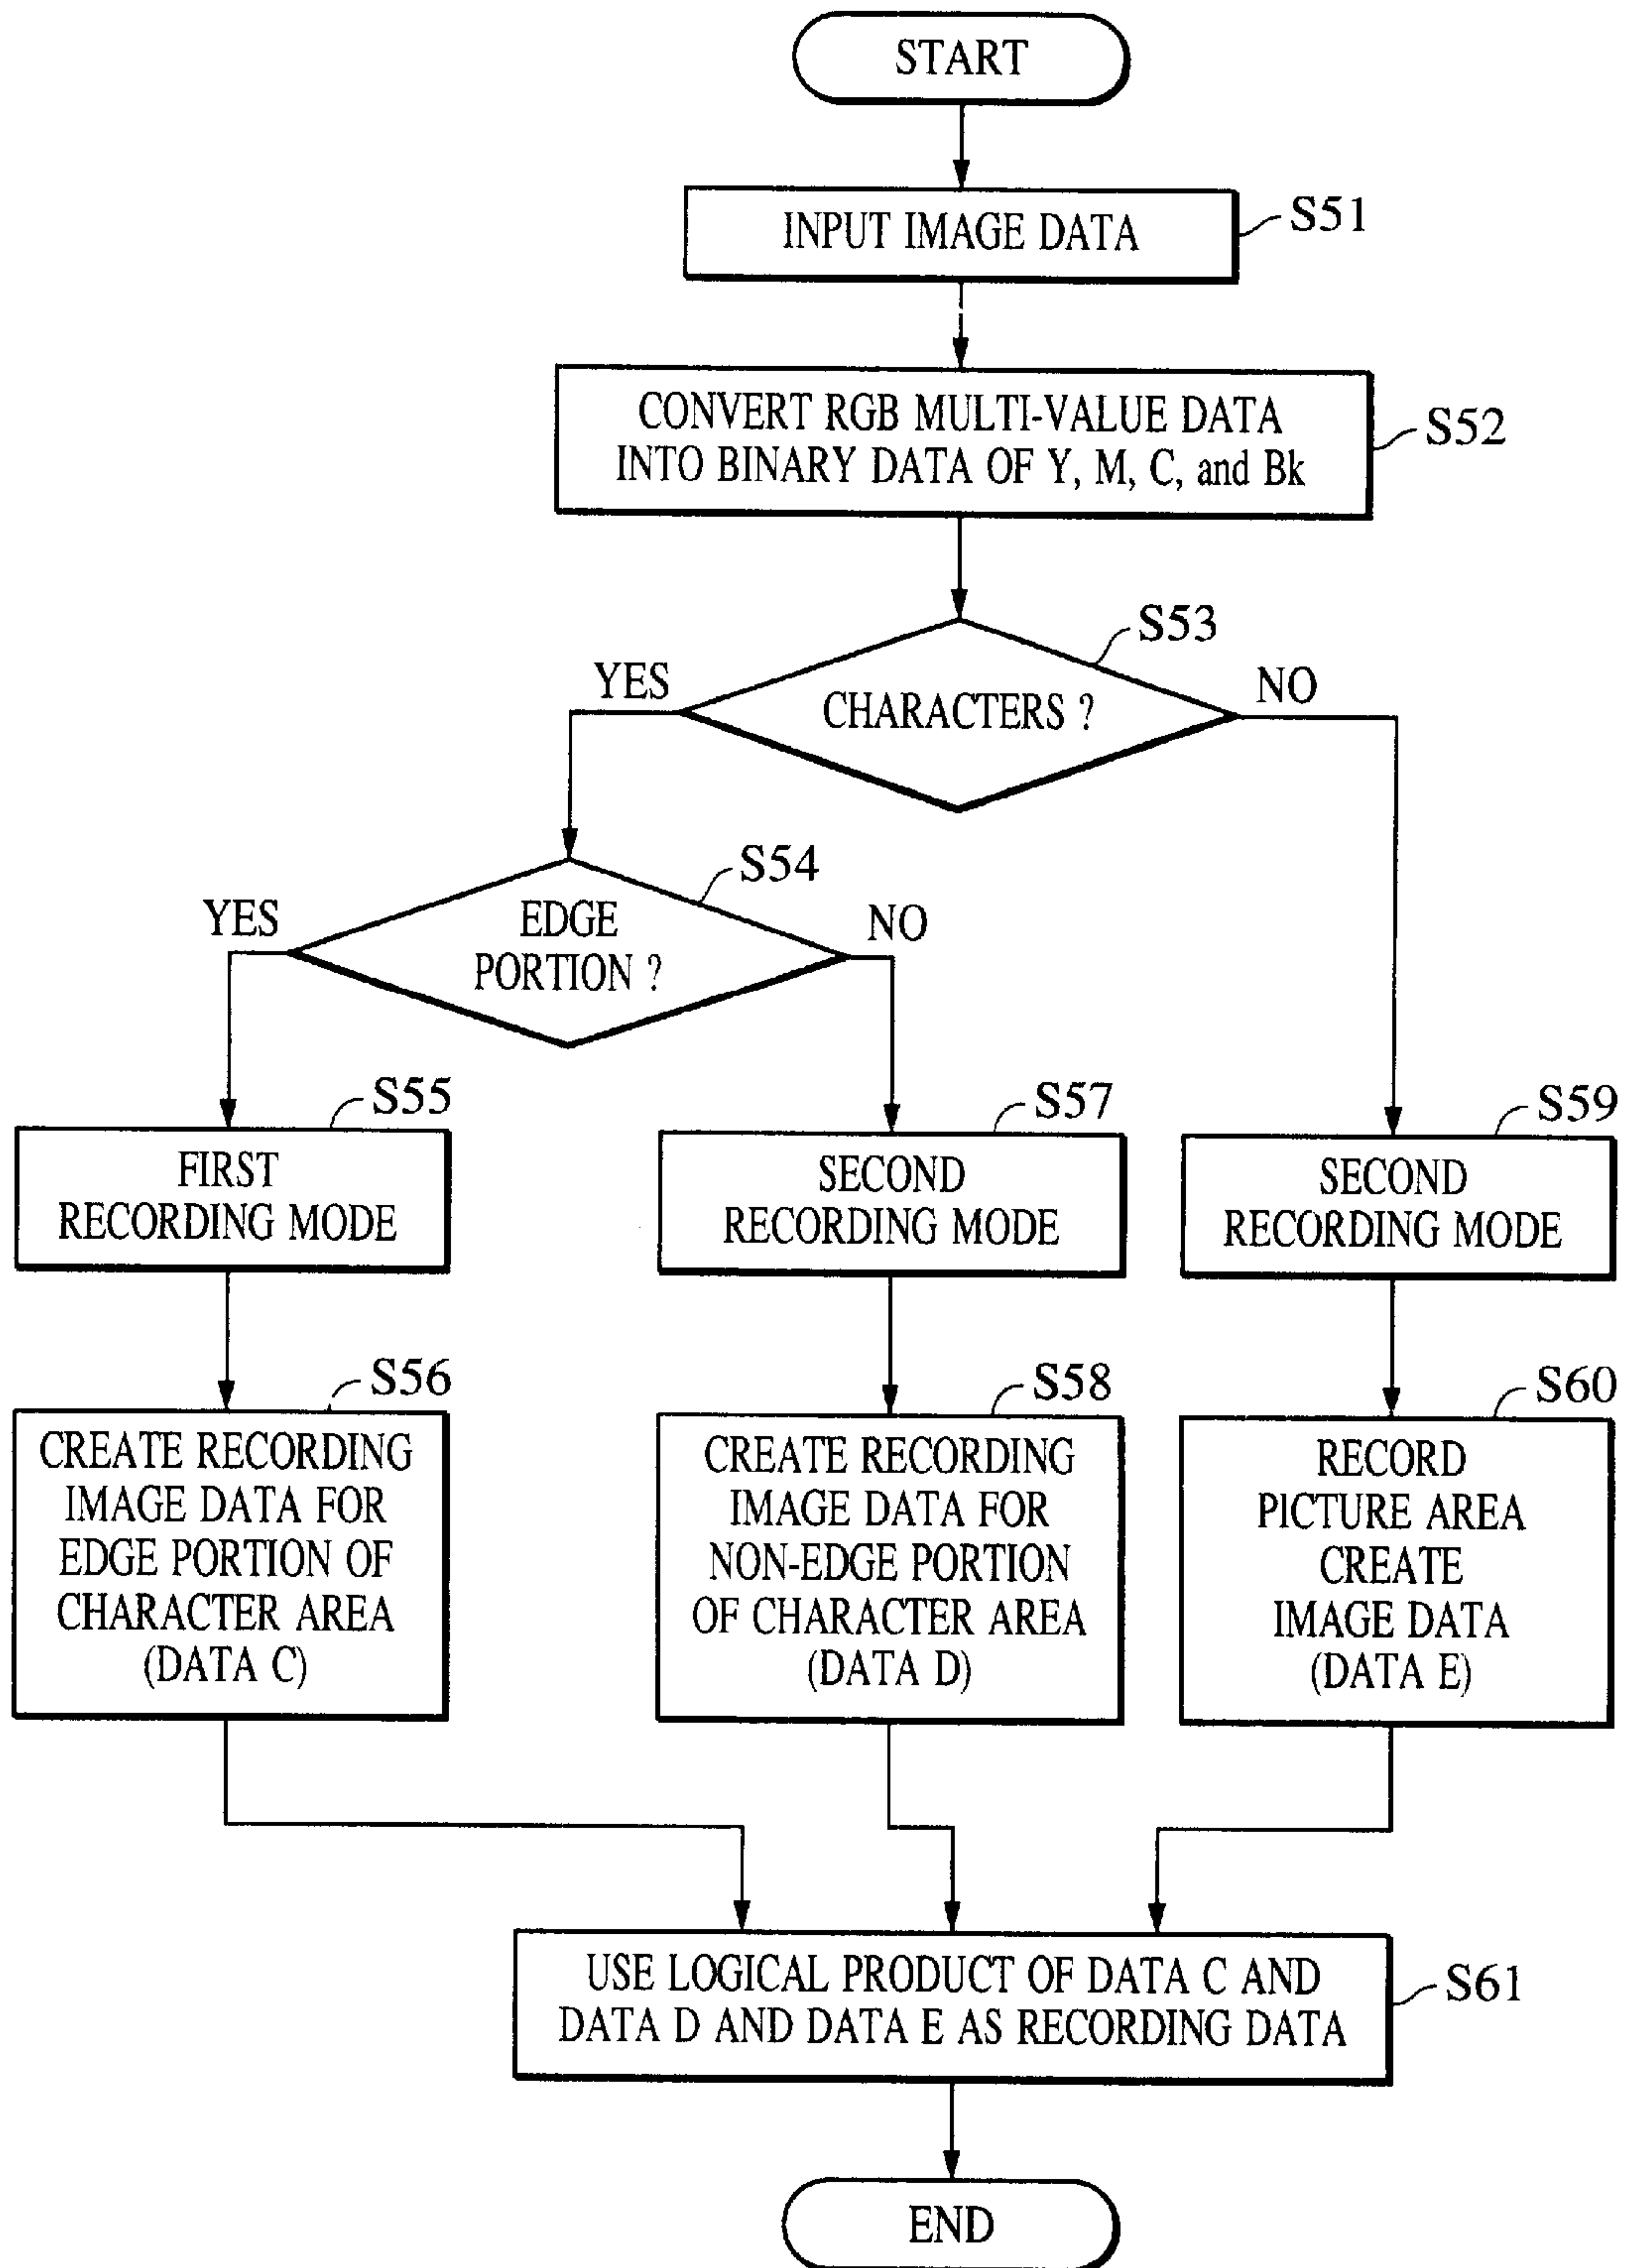 START
INPUT IMAGE DATA
S51
CONVERT RGB MULTI-VALUE DATA
INTO BINARY DATA OF Y, M, C, and Bk
S52
S53
CHARACTERS ?
YES
NO
S54
EDGE
PORTION ?
YES
NO
S55
FIRST
RECORDING MODE
S57
SECOND
RECORDING MODE
S59
SECOND
RECORDING MODE
S56
CREATE RECORDING
IMAGE DATA FOR
EDGE PORTION OF
CHARACTER AREA
(DATA C)
S58
CREATE RECORDING
IMAGE DATA FOR
NON-EDGE PORTION
OF CHARACTER AREA
(DATA D)
S60
RECORD
PICTURE AREA
CREATE
IMAGE DATA
(DATA E)
USE LOGICAL PRODUCT OF DATA C AND
DATA D AND DATA E AS RECORDING DATA
S61
END